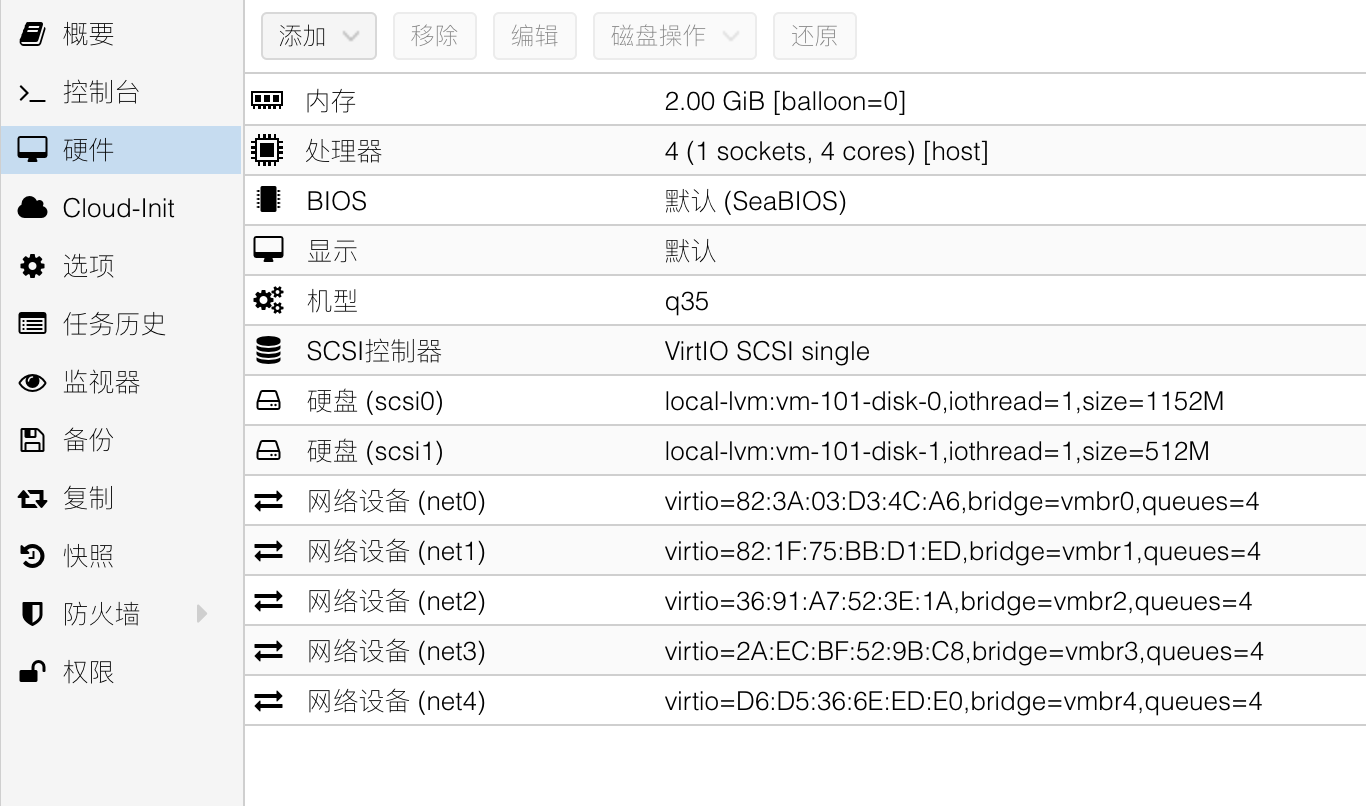 概要
控制台
硬件
Cloud-Init
选项
任务历史
监视器
备份
复制
快照
防火墙
权限
添加 移除 编辑 磁盘操作 还原
内存 2.00 GiB [balloon=0]
处理器 4 (1 sockets, 4 cores) [host]
BIOS 默认 (SeaBIOS)
显示 默认
机型 q35
SCSI控制器 VirtIO SCSI single
硬盘 (scsi0) local-lvm:vm-101-disk-0,iothread=1,size=1152M
硬盘 (scsi1) local-lvm:vm-101-disk-1,iothread=1,size=512M
网络设备 (net0) virtio=82:3A:03:D3:4C:A6,bridge=vmbr0,queues=4
网络设备 (net1) virtio=82:1F:75:BB:D1:ED,bridge=vmbr1,queues=4
网络设备 (net2) virtio=36:91:A7:52:3E:1A,bridge=vmbr2,queues=4
网络设备 (net3) virtio=2A:EC:BF:52:9B:C8,bridge=vmbr3,queues=4
网络设备 (net4) virtio=D6:D5:36:6E:ED:E0,bridge=vmbr4,queues=4